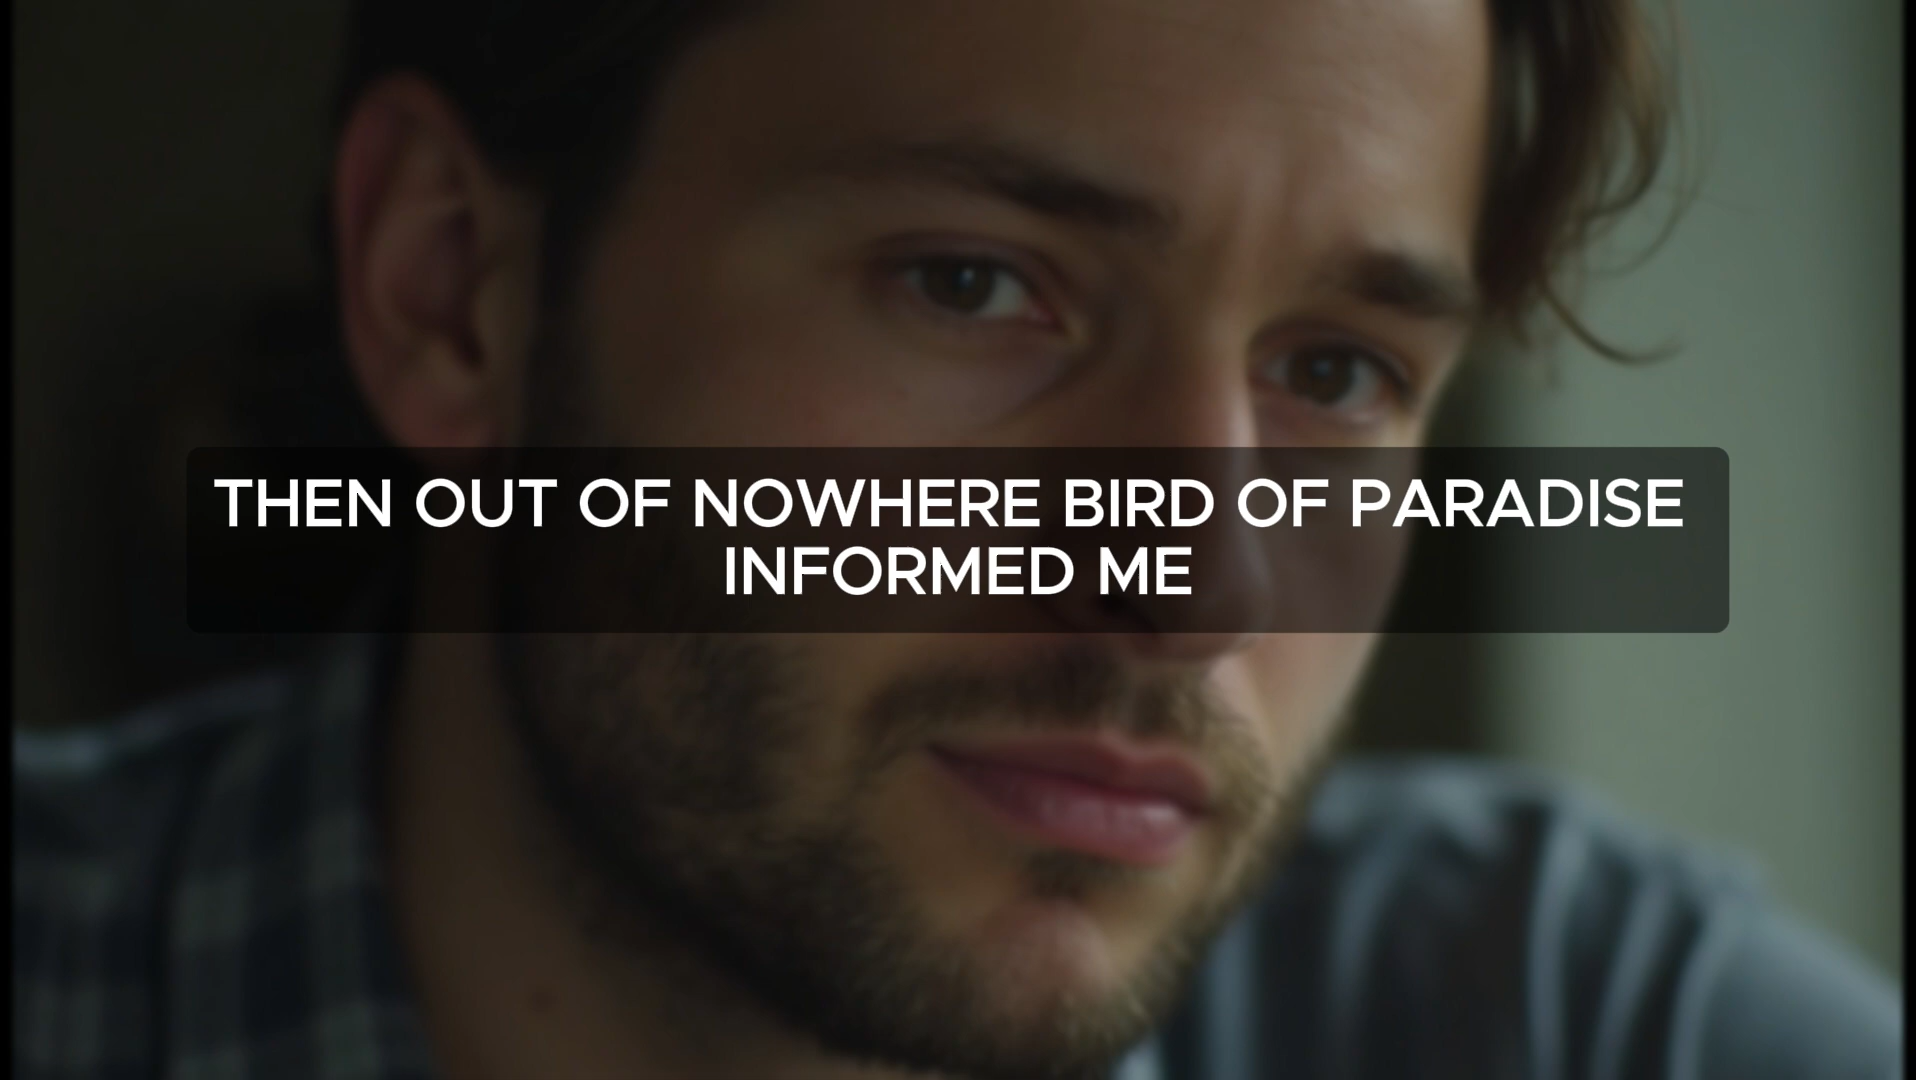 THEN OUT OF NOWHERE BIRD OF PARADISE
INFORMED ME